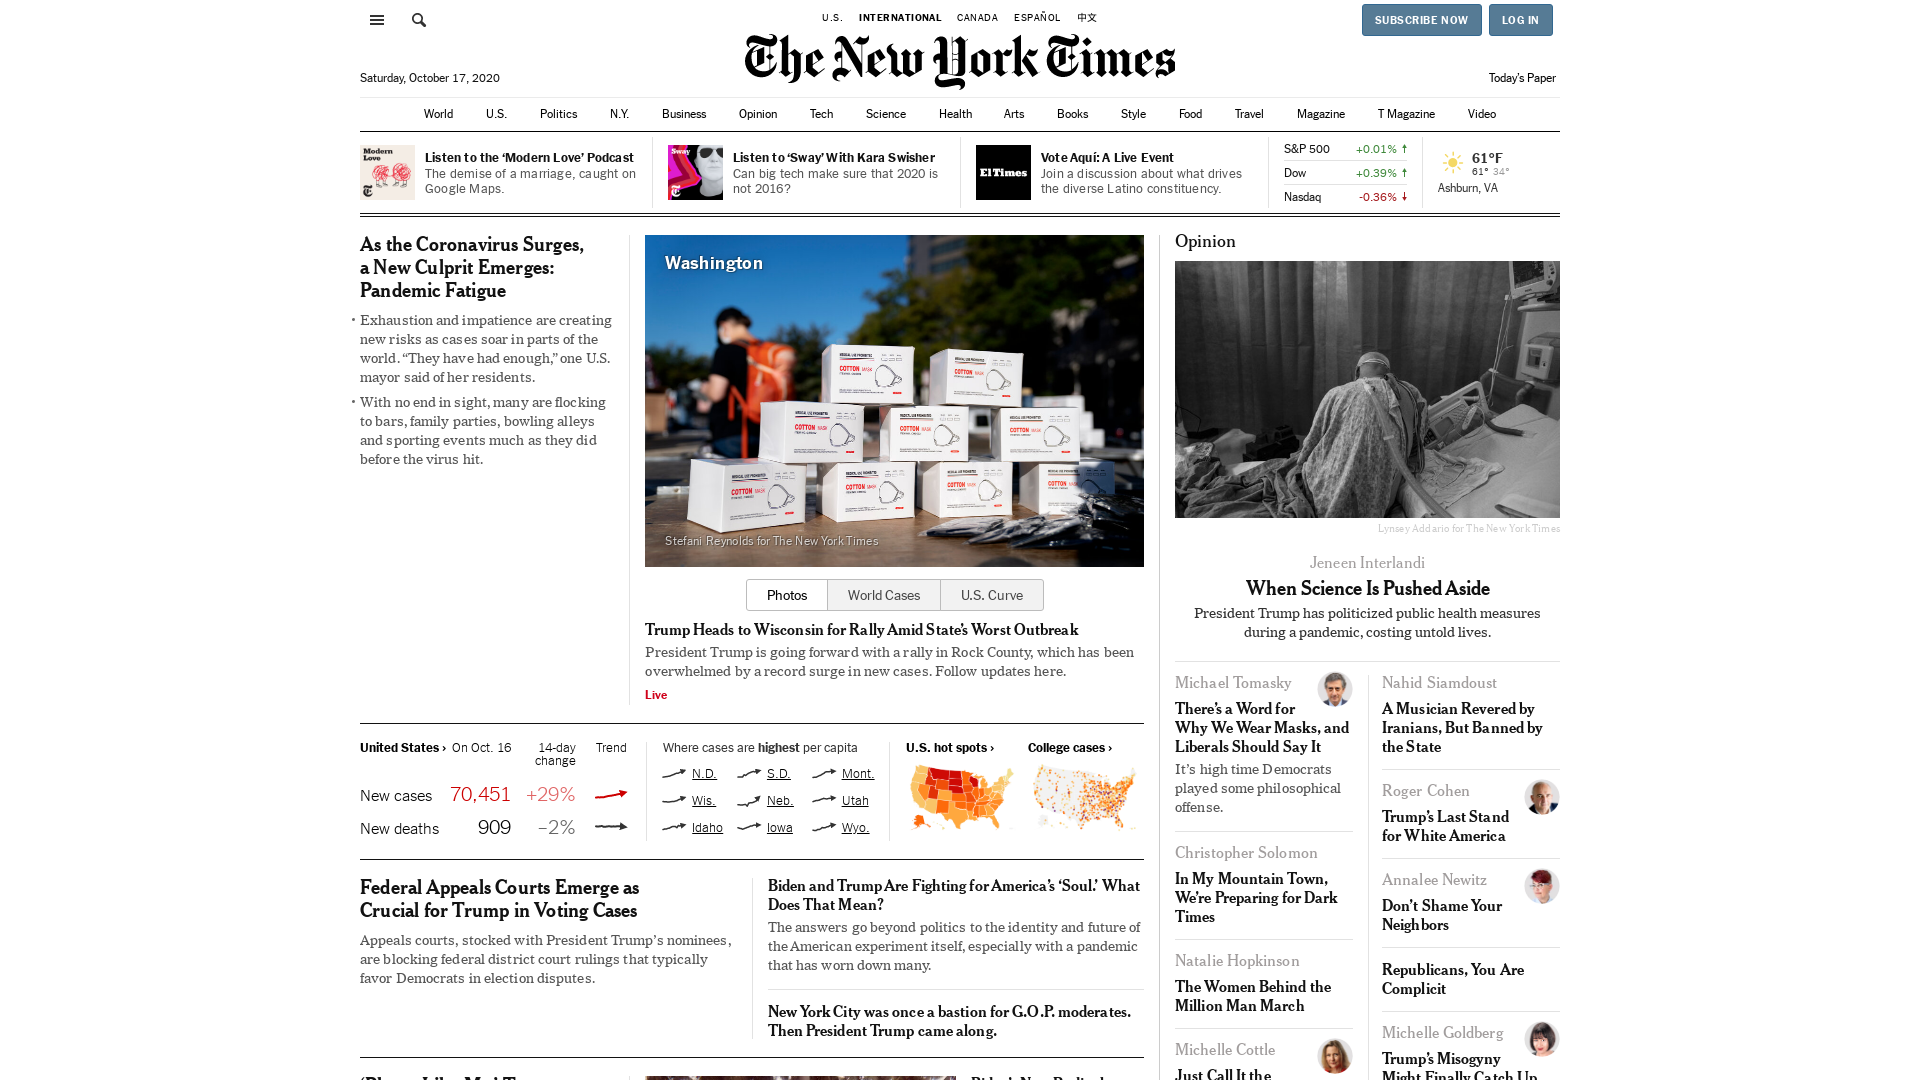 U.S. INTERNATIONAL CANADA ESPAÑOL 中文
SUBSCRIBE NOW LOG IN
The New York Times
Saturday, October 17, 2020
Today's Paper
World U.S. Politics N.Y. Business Opinion Tech Science Health Arts Books Style Food Travel Magazine T Magazine Video
Modern Love
Listen to the ‘Modern Love’ Podcast
The demise of a marriage, caught on
Google Maps.
Sway
Listen to ‘Sway’ With Kara Swisher
Can big tech make sure that 2020 is
not 2016?
El Times
Vote Aquí: A Live Event
Join a discussion about what drives
the diverse Latino constituency.
S&P 500 +0.01% ↑
Dow +0.39% ↑
Nasdaq -0.36% ↓
61°F
61° 34°
Ashburn, VA
As the Coronavirus Surges,
a New Culprit Emerges:
Pandemic Fatigue
• Exhaustion and impatience are creating
new risks as cases soar in parts of the
world. “They have had enough,” one U.S.
mayor said of her residents.
• With no end in sight, many are flocking
to bars, family parties, bowling alleys
and sporting events much as they did
before the virus hit.
Washington
COTTON MASK
Stefani Reynolds for The New York Times
Photos World Cases U.S. Curve
Trump Heads to Wisconsin for Rally Amid State’s Worst Outbreak
President Trump is going forward with a rally in Rock County, which has been
overwhelmed by a record surge in new cases. Follow updates here.
Live
United States › On Oct. 16 14-day change Trend
New cases 70,451 +29%
New deaths 909 –2%
Where cases are highest per capita
N.D. S.D. Mont.
Wis. Neb. Utah
Idaho Iowa Wyo.
U.S. hot spots › College cases ›
Federal Appeals Courts Emerge as
Crucial for Trump in Voting Cases
Appeals courts, stocked with President Trump’s nominees,
are blocking federal district court rulings that typically
favor Democrats in election disputes.
Biden and Trump Are Fighting for America’s ‘Soul.’ What
Does That Mean?
The answers go beyond politics to the identity and future of
the American experiment itself, especially with a pandemic
that has worn down many.
New York City was once a bastion for G.O.P. moderates.
Then President Trump came along.
Opinion
Lynsey Addario for The New York Times
Jeneen Interlandi
When Science Is Pushed Aside
President Trump has politicized public health measures
during a pandemic, costing untold lives.
Michael Tomasky
There’s a Word for
Why We Wear Masks, and
Liberals Should Say It
It’s high time Democrats
played some philosophical
offense.
Christopher Solomon
In My Mountain Town,
We’re Preparing for Dark
Times
Natalie Hopkinson
The Women Behind the
Million Man March
Michelle Cottle
Just Call It the
Nahid Siamdoust
A Musician Revered by
Iranians, But Banned by
the State
Roger Cohen
Trump’s Last Stand
for White America
Annalee Newitz
Don’t Shame Your
Neighbors
Republicans, You Are
Complicit
Michelle Goldberg
Trump’s Misogyny
Might Finally Catch Up